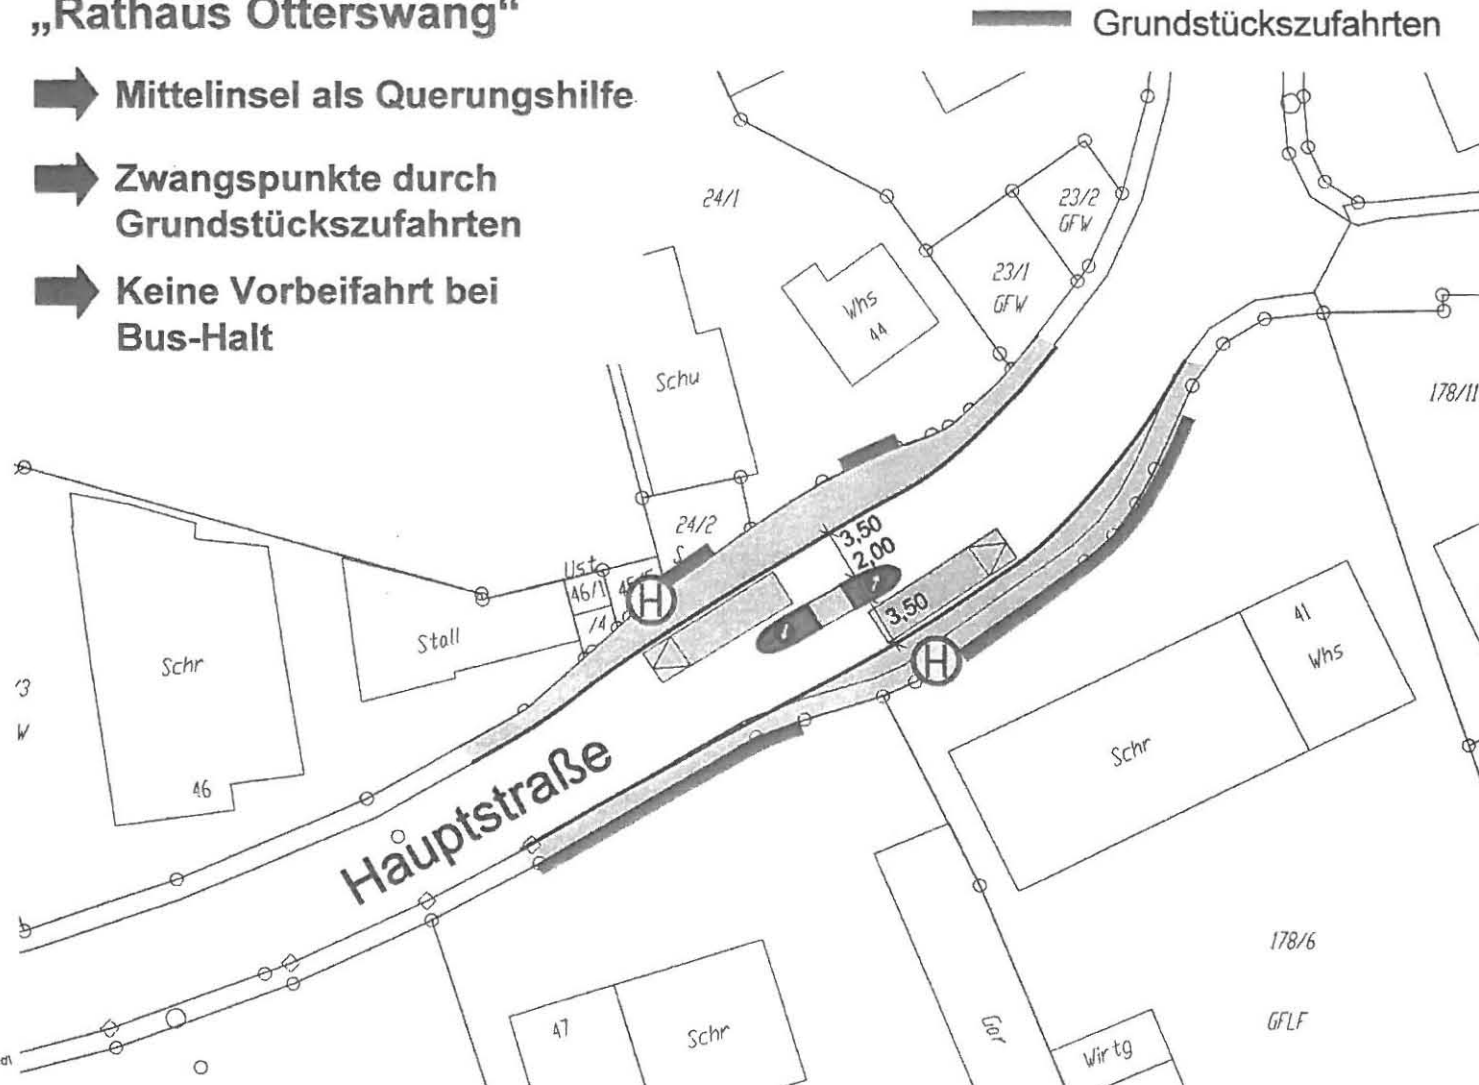 „Rathaus Otterswang“
Grundstückszufahrten
Mittelinsel als Querungshilfe
Zwangspunkte durch
Grundstückszufahrten
Keine Vorbeifahrt bei
Bus-Halt
24/1
23/2
GFW
23/1
GFW
Whs
44
Schu
178/11
24/2
S
3,50
2,00
3,50
Ust
46/1
/4
H
H
Stall
Schr
46
W
41
Whs
Schr
Hauptstraße
178/6
GFLF
47
Schr
Gar
Wirtg